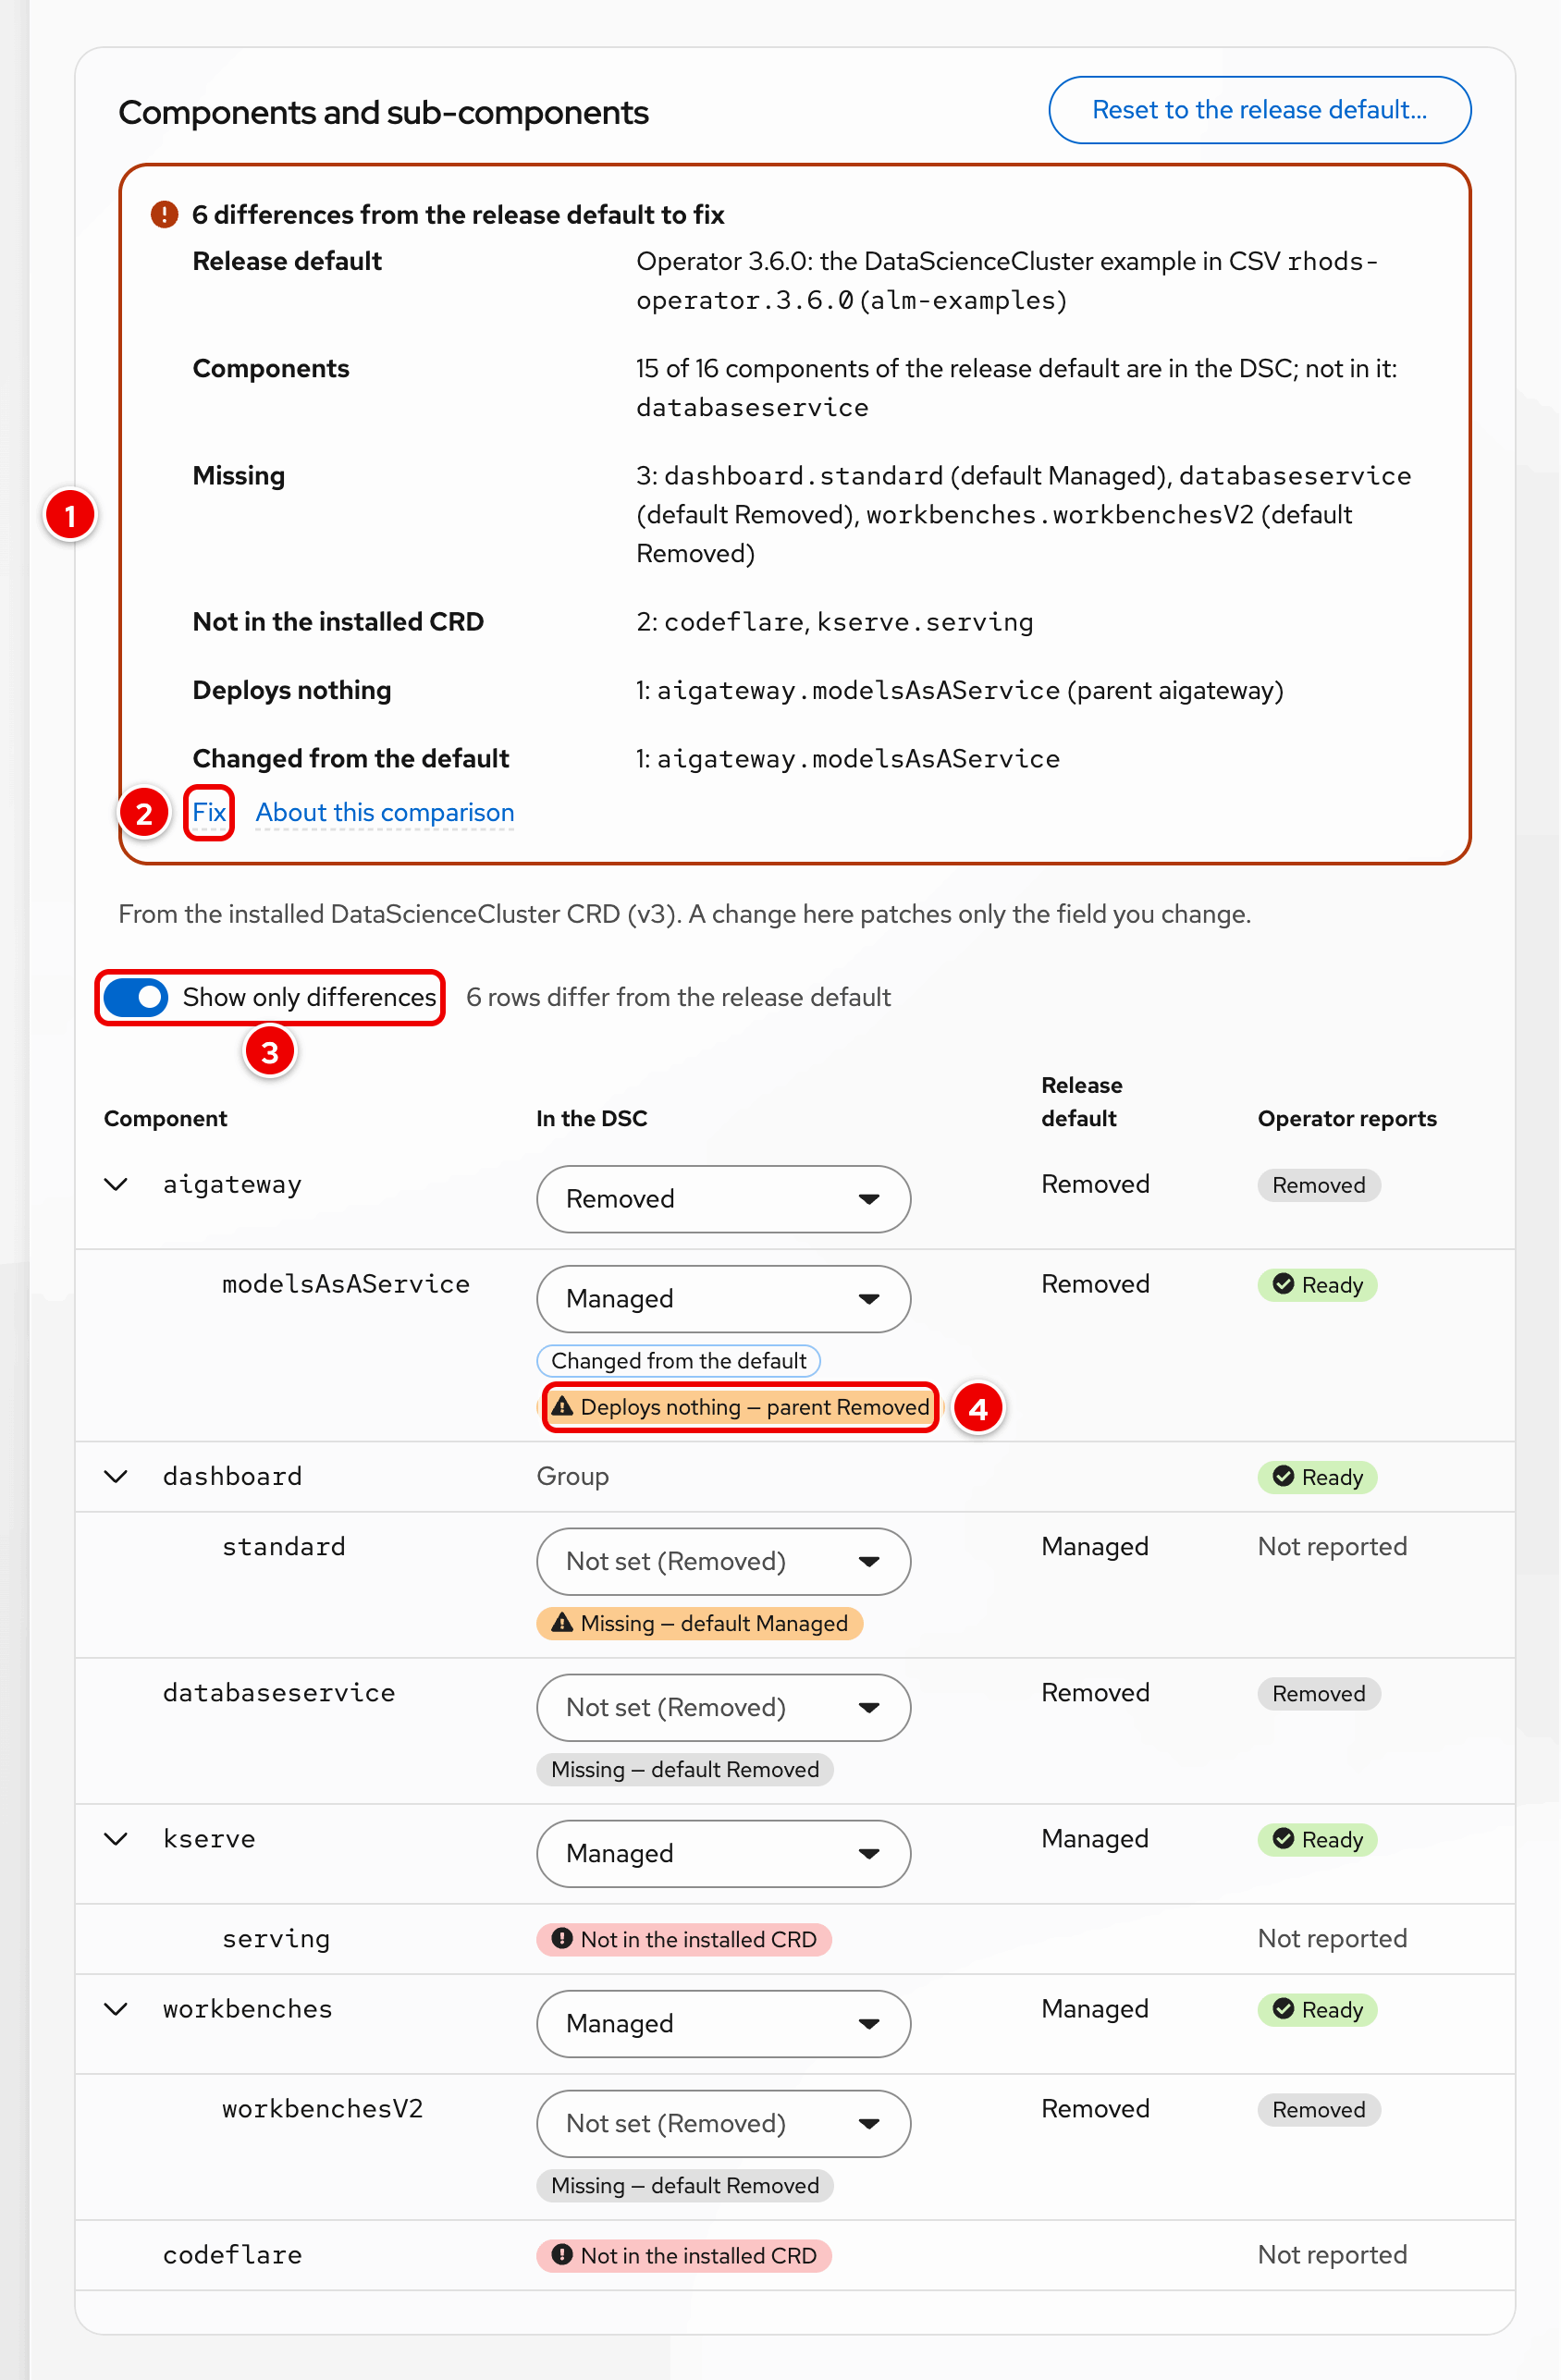 Components and sub-components
Reset to the release default...
6 differences from the release default to fix
Release default
Operator 3.6.0: the DataScienceCluster example in CSV rhods-
operator.3.6.0 (alm-examples)
Components
15 of 16 components of the release default are in the DSC; not in it:
databaseservice
Missing
3: dashboard.standard (default Managed), databaseservice
(default Removed), workbenches.workbenchesV2 (default
Removed)
1
Not in the installed CRD
2: codeflare, kserve.serving
Deploys nothing
1: aigateway.modelsAsAService (parent aigateway)
Changed from the default
1: aigateway.modelsAsAService
2
Fix
About this comparison
From the installed DataScienceCluster CRD (v3). A change here patches only the field you change.
Show only differences
6 rows differ from the release default
3
Component
In the DSC
Release
default
Operator reports
aigateway
Removed
Removed
Removed
modelsAsAService
Managed
Removed
Ready
Changed from the default
Deploys nothing – parent Removed
4
dashboard
Group
Ready
standard
Not set (Removed)
Managed
Not reported
Missing – default Managed
databaseservice
Not set (Removed)
Removed
Removed
Missing – default Removed
kserve
Managed
Managed
Ready
serving
Not in the installed CRD
Not reported
workbenches
Managed
Managed
Ready
workbenchesV2
Not set (Removed)
Removed
Removed
Missing – default Removed
codeflare
Not in the installed CRD
Not reported